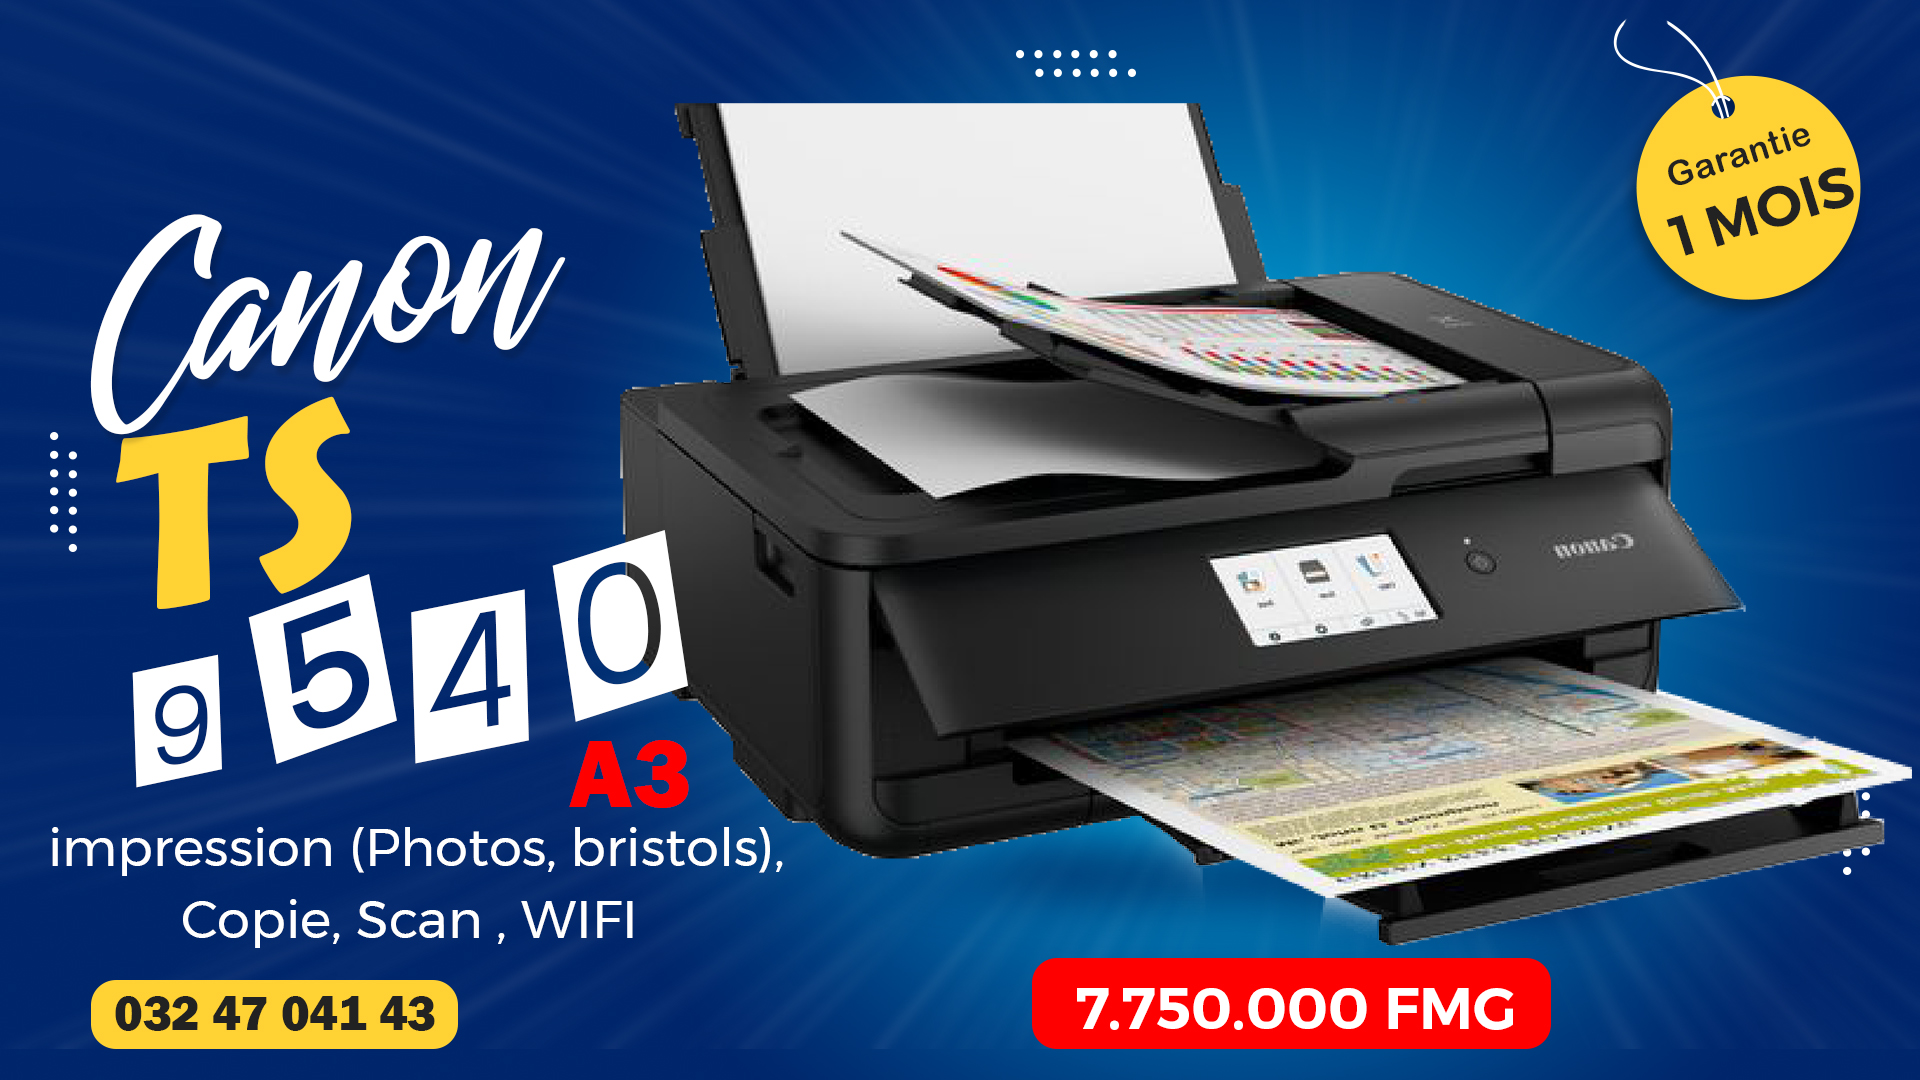 Garantie
1 MOIS
Canon
TS
9540
A3
impression (Photos, bristols),
Copie, Scan , WIFI
032 47 041 43
7.750.000 FMG
Canon